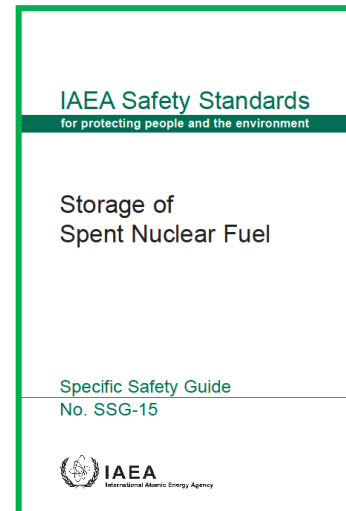 IAEA Safety Standards
for protecting people and the environment
Storage of
Spent Nuclear Fuel
Specific Safety Guide
No. SSG-15
IAEA
International Atomic Energy Agency